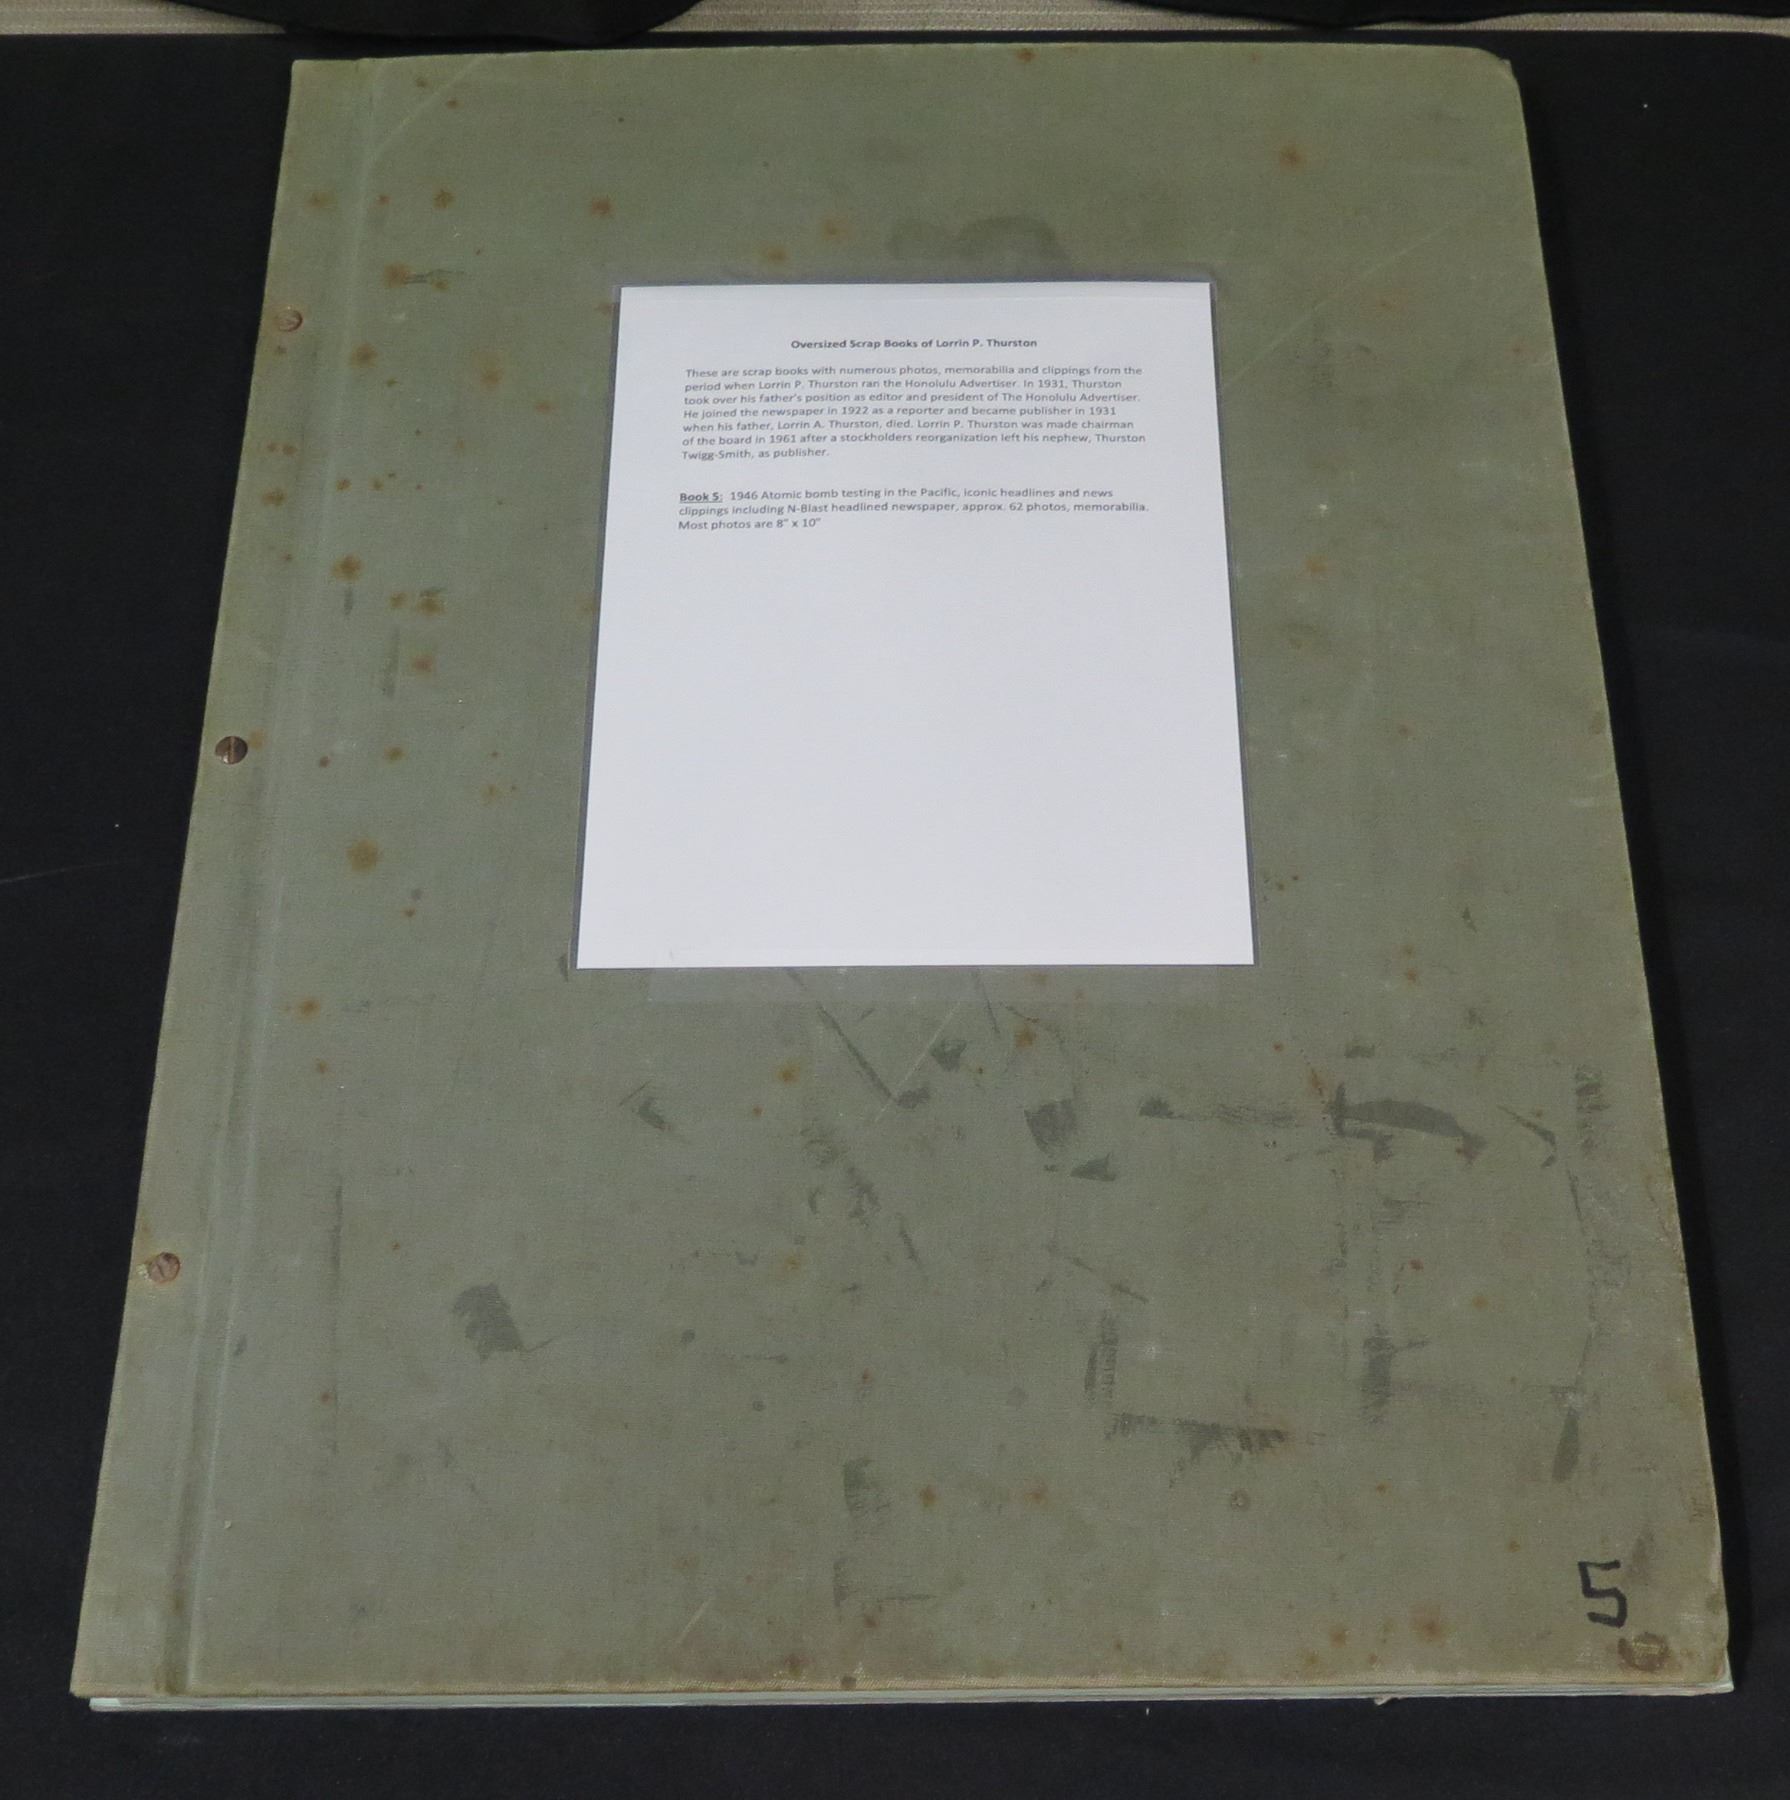 Oversized Scrap Books of Lorrin P. Thurston
These are scrap books with numerous photos, memorabilia and clippings from the
period when Lorrin P. Thurston ran the Honolulu Advertiser. In 1931, Thurston
took over his father's position as editor and president of The Honolulu Advertiser.
He joined the newspaper in 1922 as a reporter and became publisher in 1931
when his father, Lorrin A. Thurston, died. Lorrin P. Thurston was made chairman
of the board in 1961 after a stockholders reorganization left his nephew, Thurston
Twigg-Smith, as publisher.
Book 5: 1946 Atomic bomb testing in the Pacific, iconic headlines and news
clippings including N-Blast headlined newspaper, approx. 62 photos, memorabilia.
Most photos are 8" x 10"
5